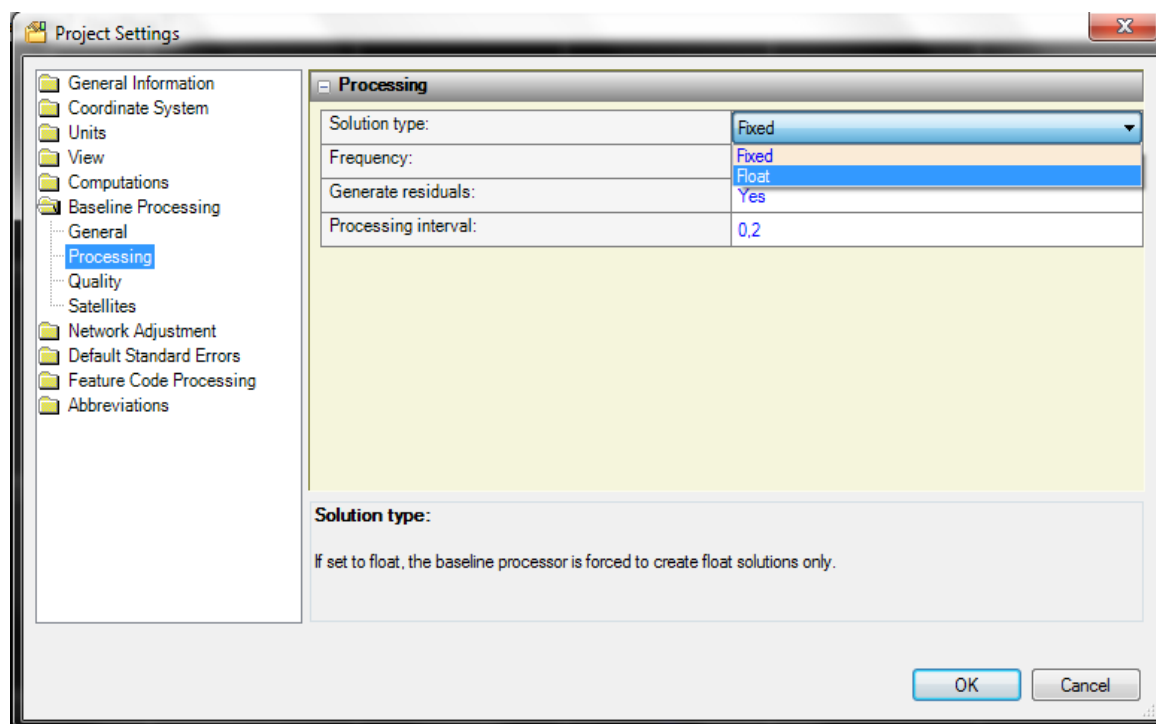 Project Settings
General Information
Coordinate System
Units
View
Computations
Baseline Processing
General
Processing
Quality
Satellites
Network Adjustment
Default Standard Errors
Feature Code Processing
Abbreviations
Processing
Solution type: Fixed
Frequency: Fixed
Float
Generate residuals: Yes
Processing interval: 0,2
Solution type:
If set to float, the baseline processor is forced to create float solutions only.
OK Cancel